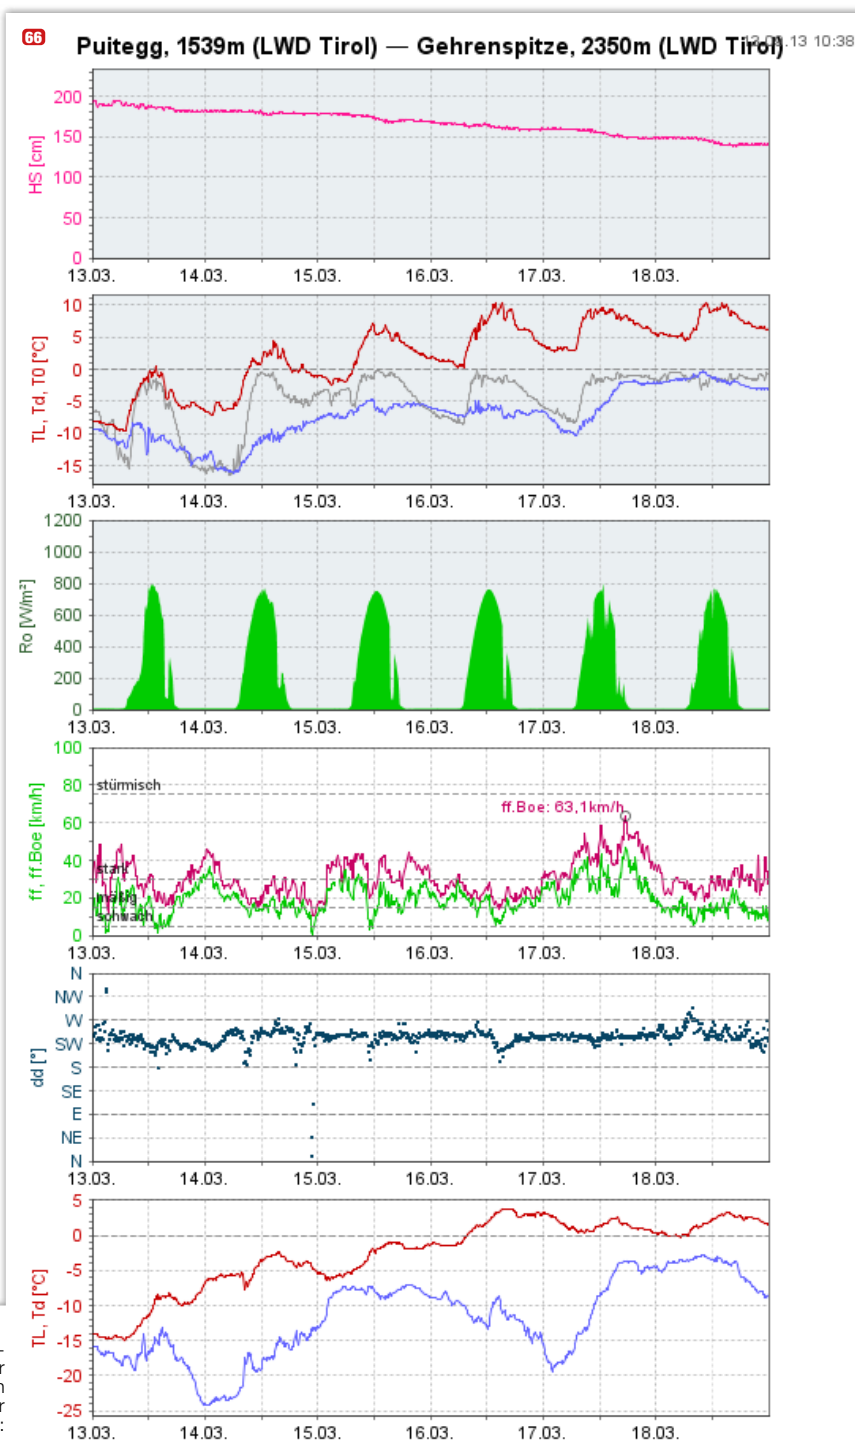 66
Puitegg, 1539m (LWD Tirol) — Gehrenspitze, 2350m (LWD Tirol)
.13 10:38
HS [cm]
200
150
100
50
0
13.03. 14.03. 15.03. 16.03. 17.03. 18.03.
TL, Td, T0 [°C]
10
5
0
-5
-10
-15
13.03. 14.03. 15.03. 16.03. 17.03. 18.03.
Ro [W/m²]
1200
1000
800
600
400
200
0
13.03. 14.03. 15.03. 16.03. 17.03. 18.03.
ff, ff.Boe [km/h]
100
80
60
40
20
0
stürmisch
ff.Boe: 63,1km/h
stark
mäßig
schwach
13.03. 14.03. 15.03. 16.03. 17.03. 18.03.
dd [°]
N
NW
W
SW
S
SE
E
NE
N
13.03. 14.03. 15.03. 16.03. 17.03. 18.03.
TL, Td [°C]
5
0
-5
-10
-15
-20
-25
13.03. 14.03. 15.03. 16.03. 17.03. 18.03.